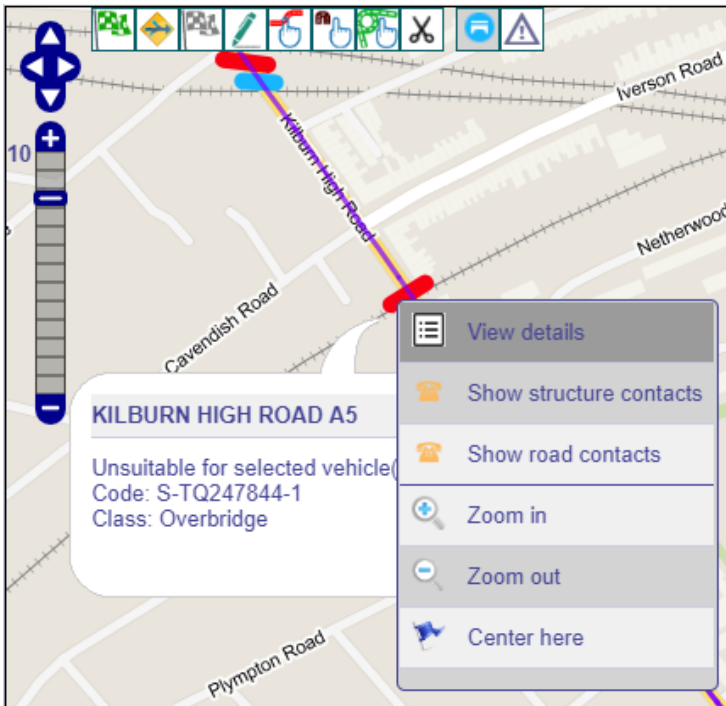 Iverson Road
10
Kilburn High Road
Netherwood
Cavendish Road
View details
KILBURN HIGH ROAD A5
Show structure contacts
Unsuitable for selected vehicle(
Show road contacts
Code: S-TQ247844-1
Class: Overbridge
Zoom in
Zoom out
Center here
Plympton Road